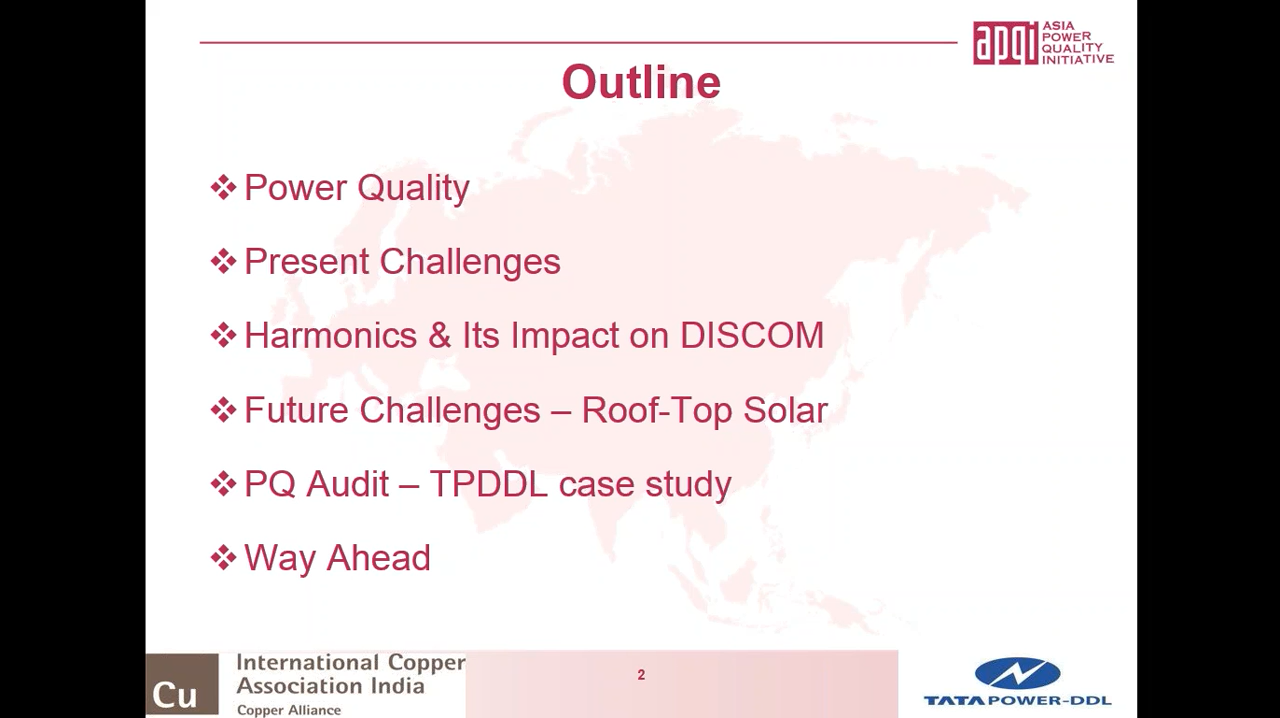 apqi
ASIA
POWER
QUALITY
INITIATIVE
Outline
❖ Power Quality
❖ Present Challenges
❖ Harmonics & Its Impact on DISCOM
❖ Future Challenges – Roof-Top Solar
❖ PQ Audit – TPDDL case study
❖ Way Ahead
Cu
International Copper
Association India
Copper Alliance
2
TATA POWER-DDL